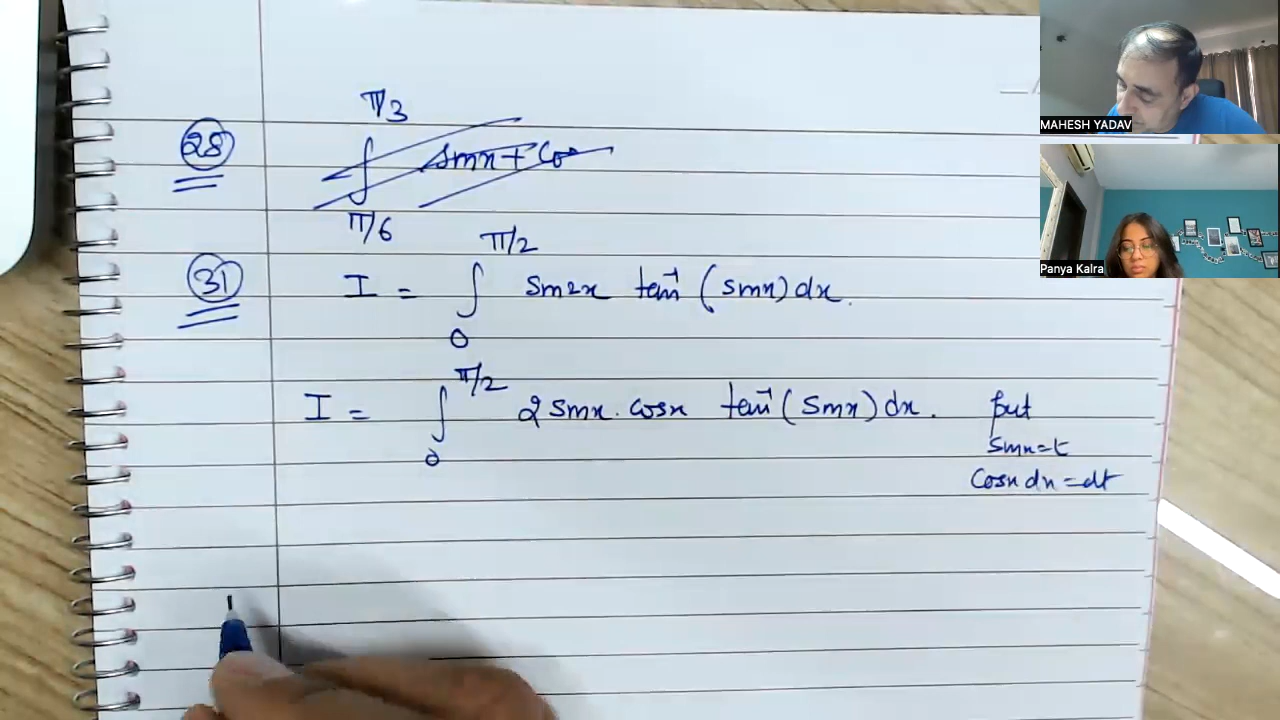 π/3
28 ∫ sinx + Cos
π/6
π/2
31 I = ∫ sin2x tan⁻¹ (sinx) dx.
0
π/2
I = ∫ 2 sinx . cosx tan⁻¹ (sinx) dx. put
0 sinx = t
cosx dx = dt
MAHESH YADAV
Panya Kalra